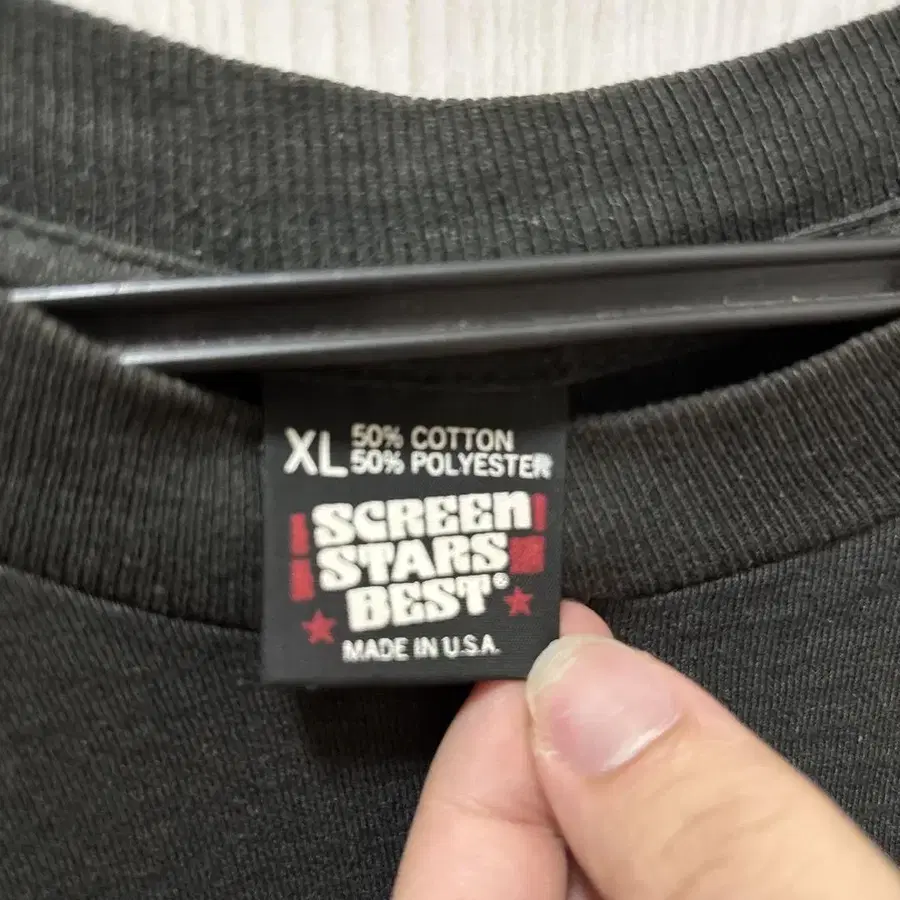 XL 50% COTTON
50% POLYESTER
SCREEN
STARS
BEST®
MADE IN U.S.A.